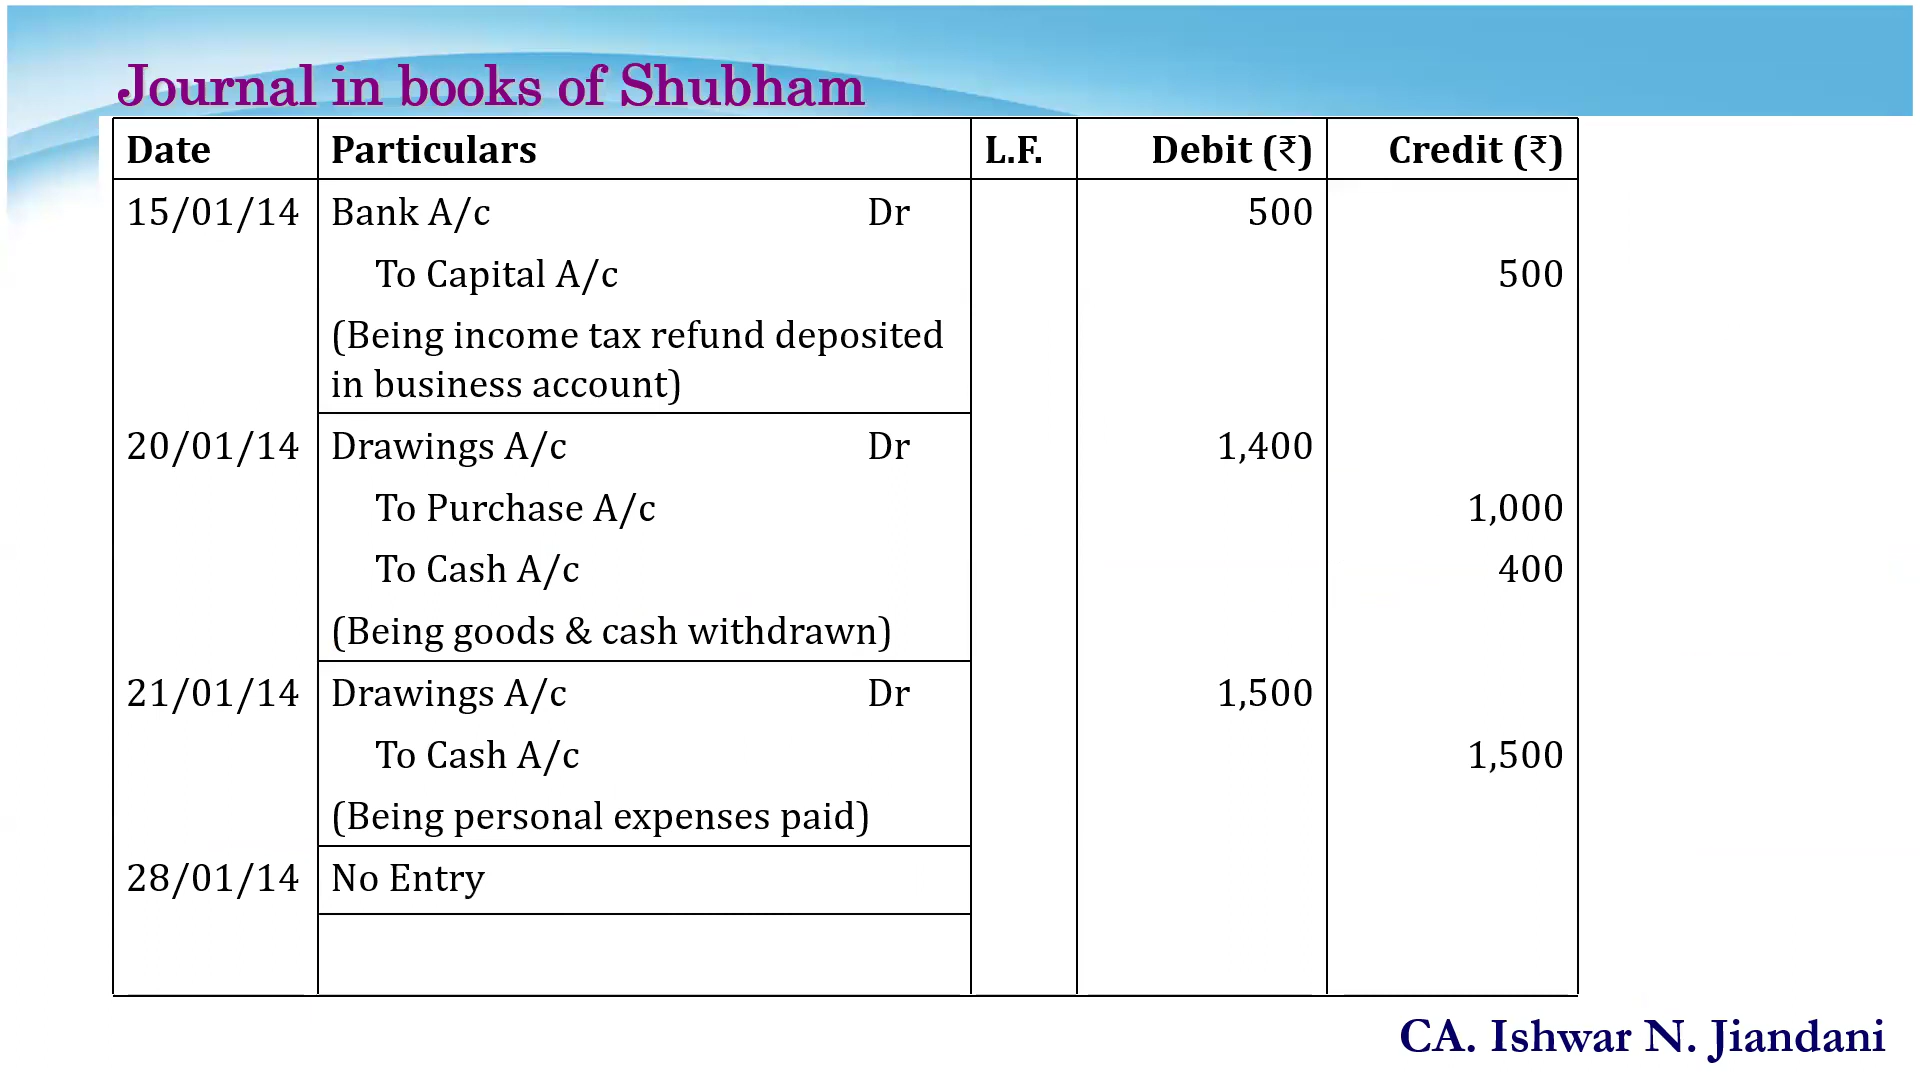 Journal in books of Shubham
Date Particulars L.F. Debit (₹) Credit (₹)
15/01/14 Bank A/c Dr 500
To Capital A/c 500
(Being income tax refund deposited
in business account)
20/01/14 Drawings A/c Dr 1,400
To Purchase A/c 1,000
To Cash A/c 400
(Being goods & cash withdrawn)
21/01/14 Drawings A/c Dr 1,500
To Cash A/c 1,500
(Being personal expenses paid)
28/01/14 No Entry
CA. Ishwar N. Jiandani